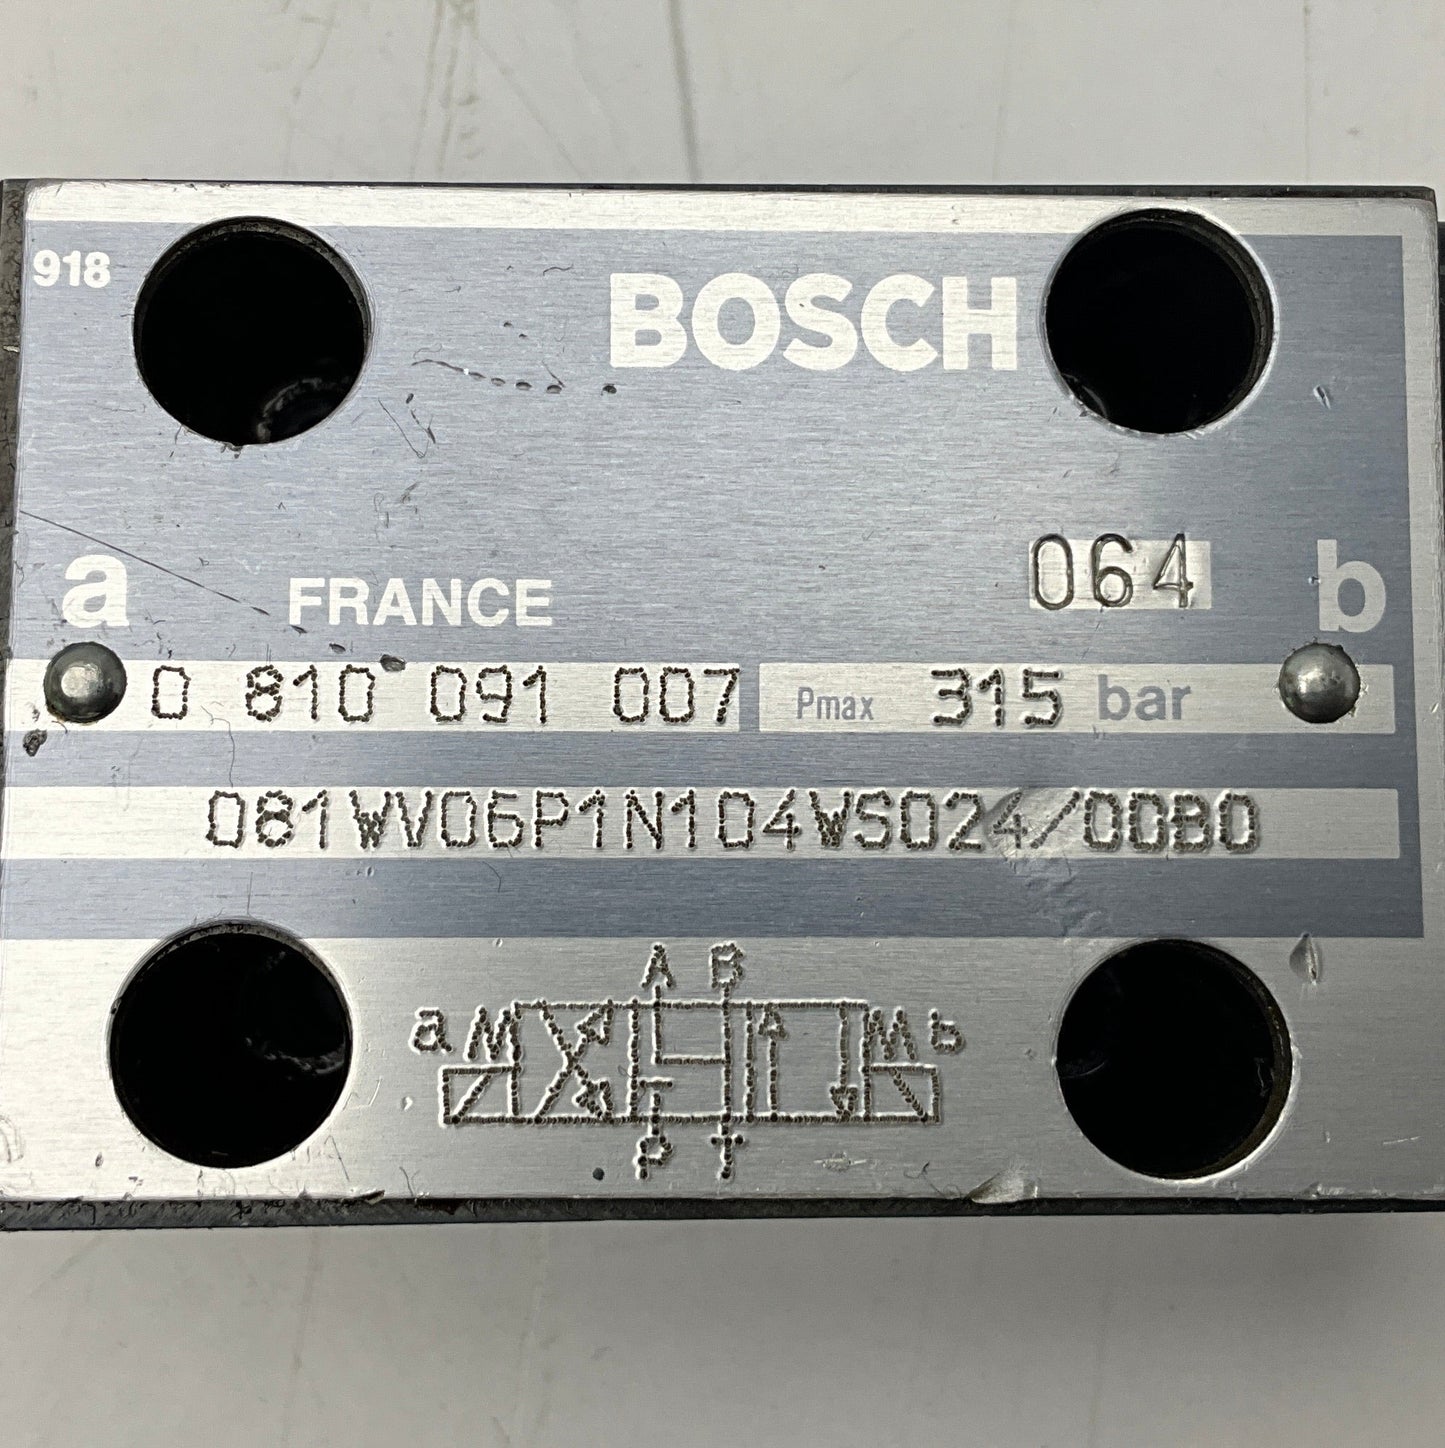 918
BOSCH
064
a FRANCE b
0 810 091 007 Pmax 315 bar
081WV06P1N104WS024/00B0
A B
a M M b
P T